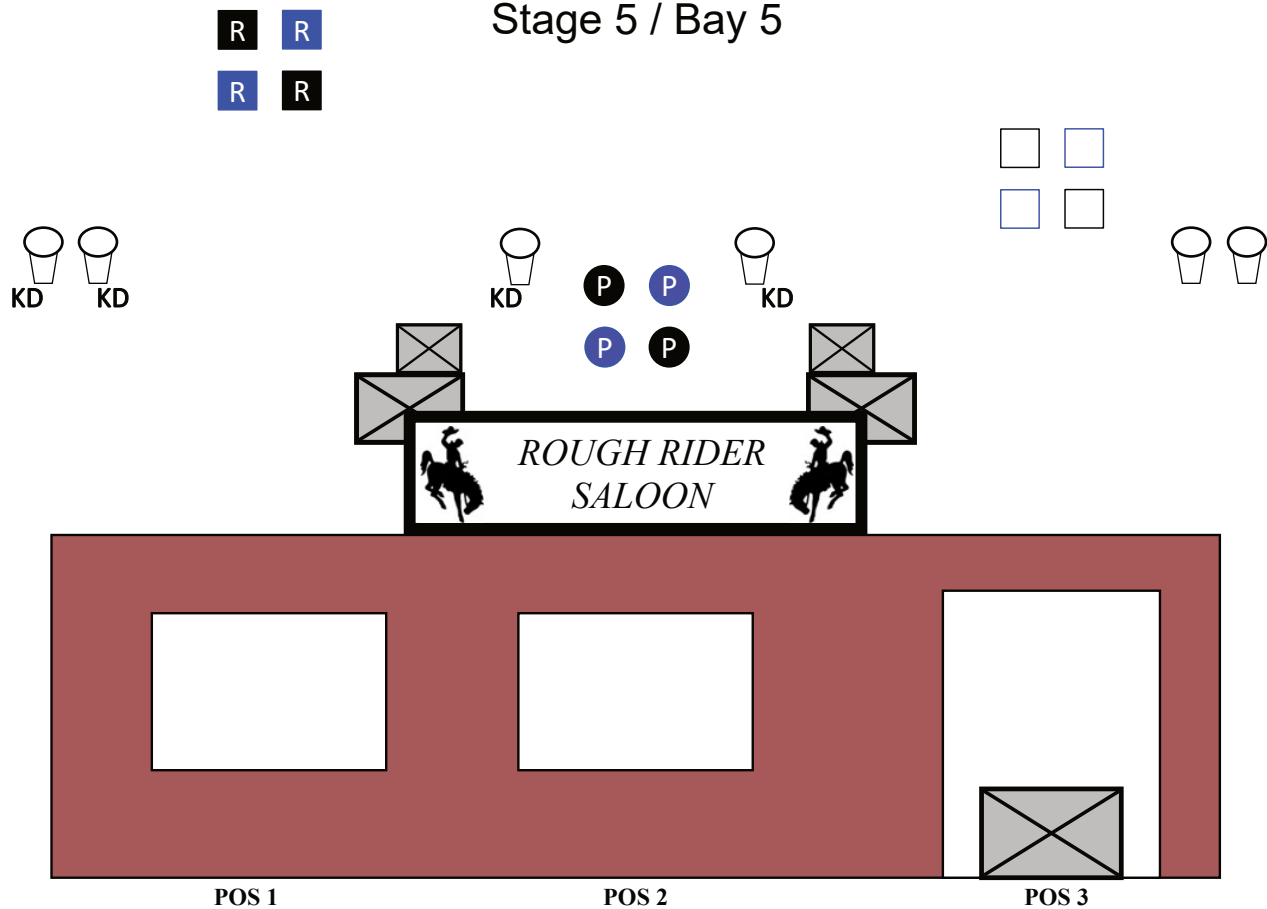 Stage 5 / Bay 5
R R
R R
KD KD
KD P P KD
P P
ROUGH RIDER
SALOON
POS 1 POS 2 POS 3